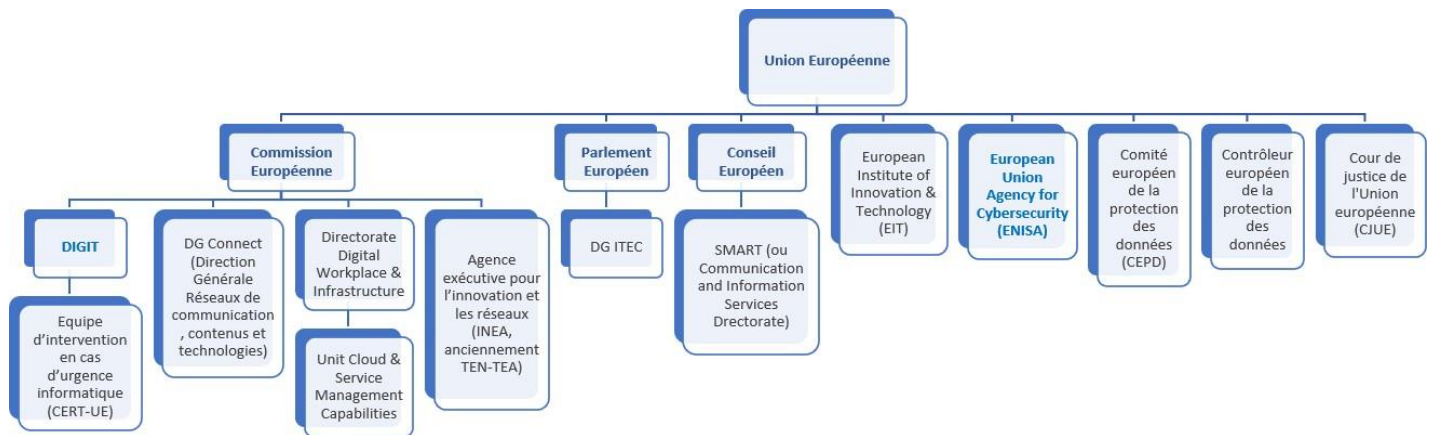 Union Européenne
Commission
Européenne
Parlement
Européen
Conseil
Européen
European
Institute of
Innovation &
Technology
(EIT)
European
Union
Agency for
Cybersecurity
(ENISA)
Comité
européen
de la
protection
des
données
(CEPD)
Contrôleur
européen
de la
protection
des
données
Cour de
justice de
l'Union
européenne
(CJUE)
DIGIT
DG Connect
(Direction
Générale
Réseaux de
communication
, contenus et
technologies)
Directorate
Digital
Workplace &
Infrastructure
Agence
exécutive pour
l’innovation et
les réseaux
(INEA,
anciennement
TEN-TEA)
DG ITEC
SMART (ou
Communication
and Information
Services
Drectorate)
Equipe
d’intervention
en cas
d’urgence
informatique
(CERT-UE)
Unit Cloud &
Service
Management
Capabilities